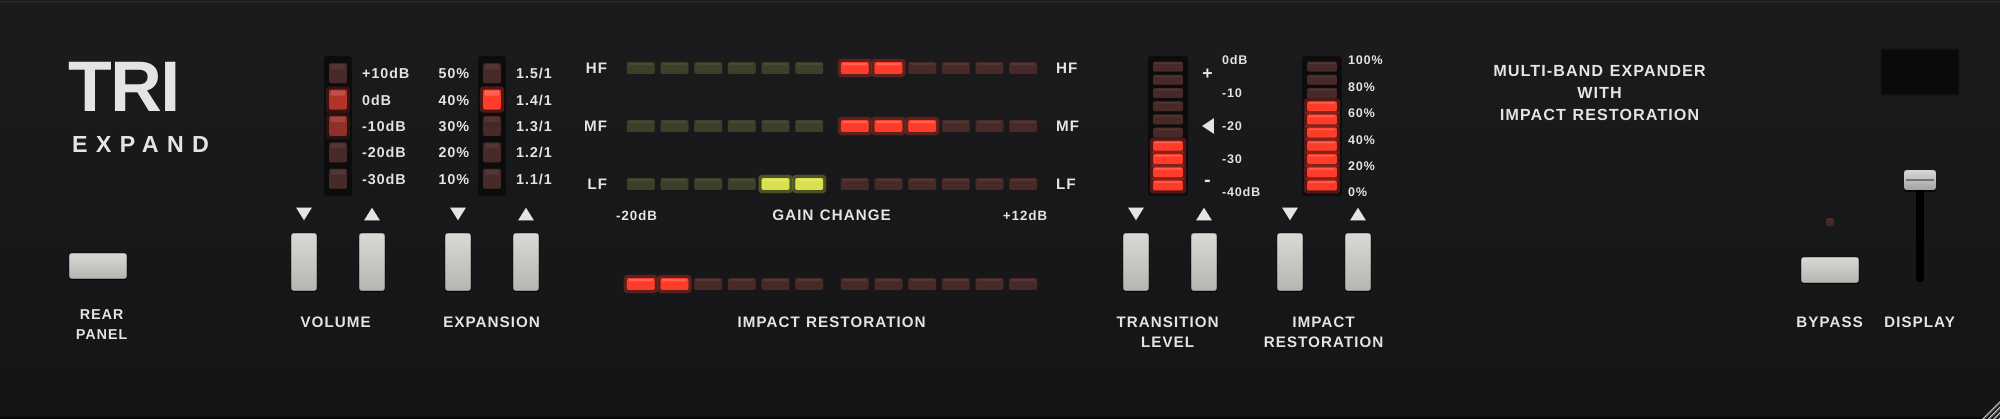 TRI
EXPAND
REAR
PANEL
+10dB
0dB
-10dB
-20dB
-30dB
VOLUME
50%
40%
30%
20%
10%
1.5/1
1.4/1
1.3/1
1.2/1
1.1/1
EXPANSION
HF HF
MF MF
LF LF
-20dB GAIN CHANGE +12dB
IMPACT RESTORATION
+
-
0dB
-10
-20
-30
-40dB
TRANSITION
LEVEL
100%
80%
60%
40%
20%
0%
IMPACT
RESTORATION
MULTI-BAND EXPANDER
WITH
IMPACT RESTORATION
BYPASS
DISPLAY